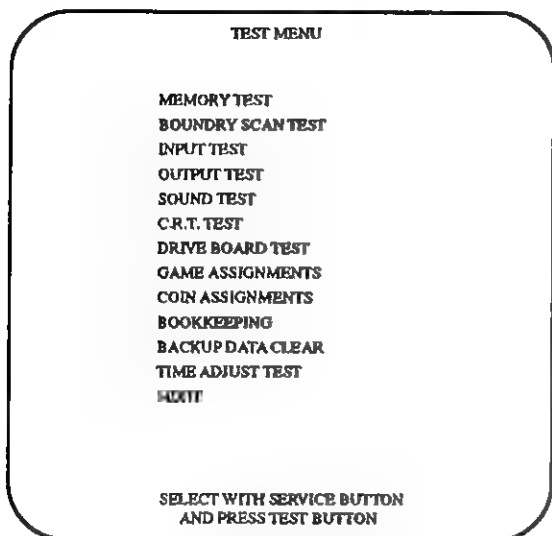 TEST MENU
MEMORY TEST
BOUNDRY SCAN TEST
INPUT TEST
OUTPUT TEST
SOUND TEST
C.R.T. TEST
DRIVE BOARD TEST
GAME ASSIGNMENTS
COIN ASSIGNMENTS
BOOKKEEPING
BACKUP DATA CLEAR
TIME ADJUST TEST
SELECT WITH SERVICE BUTTON
AND PRESS TEST BUTTON